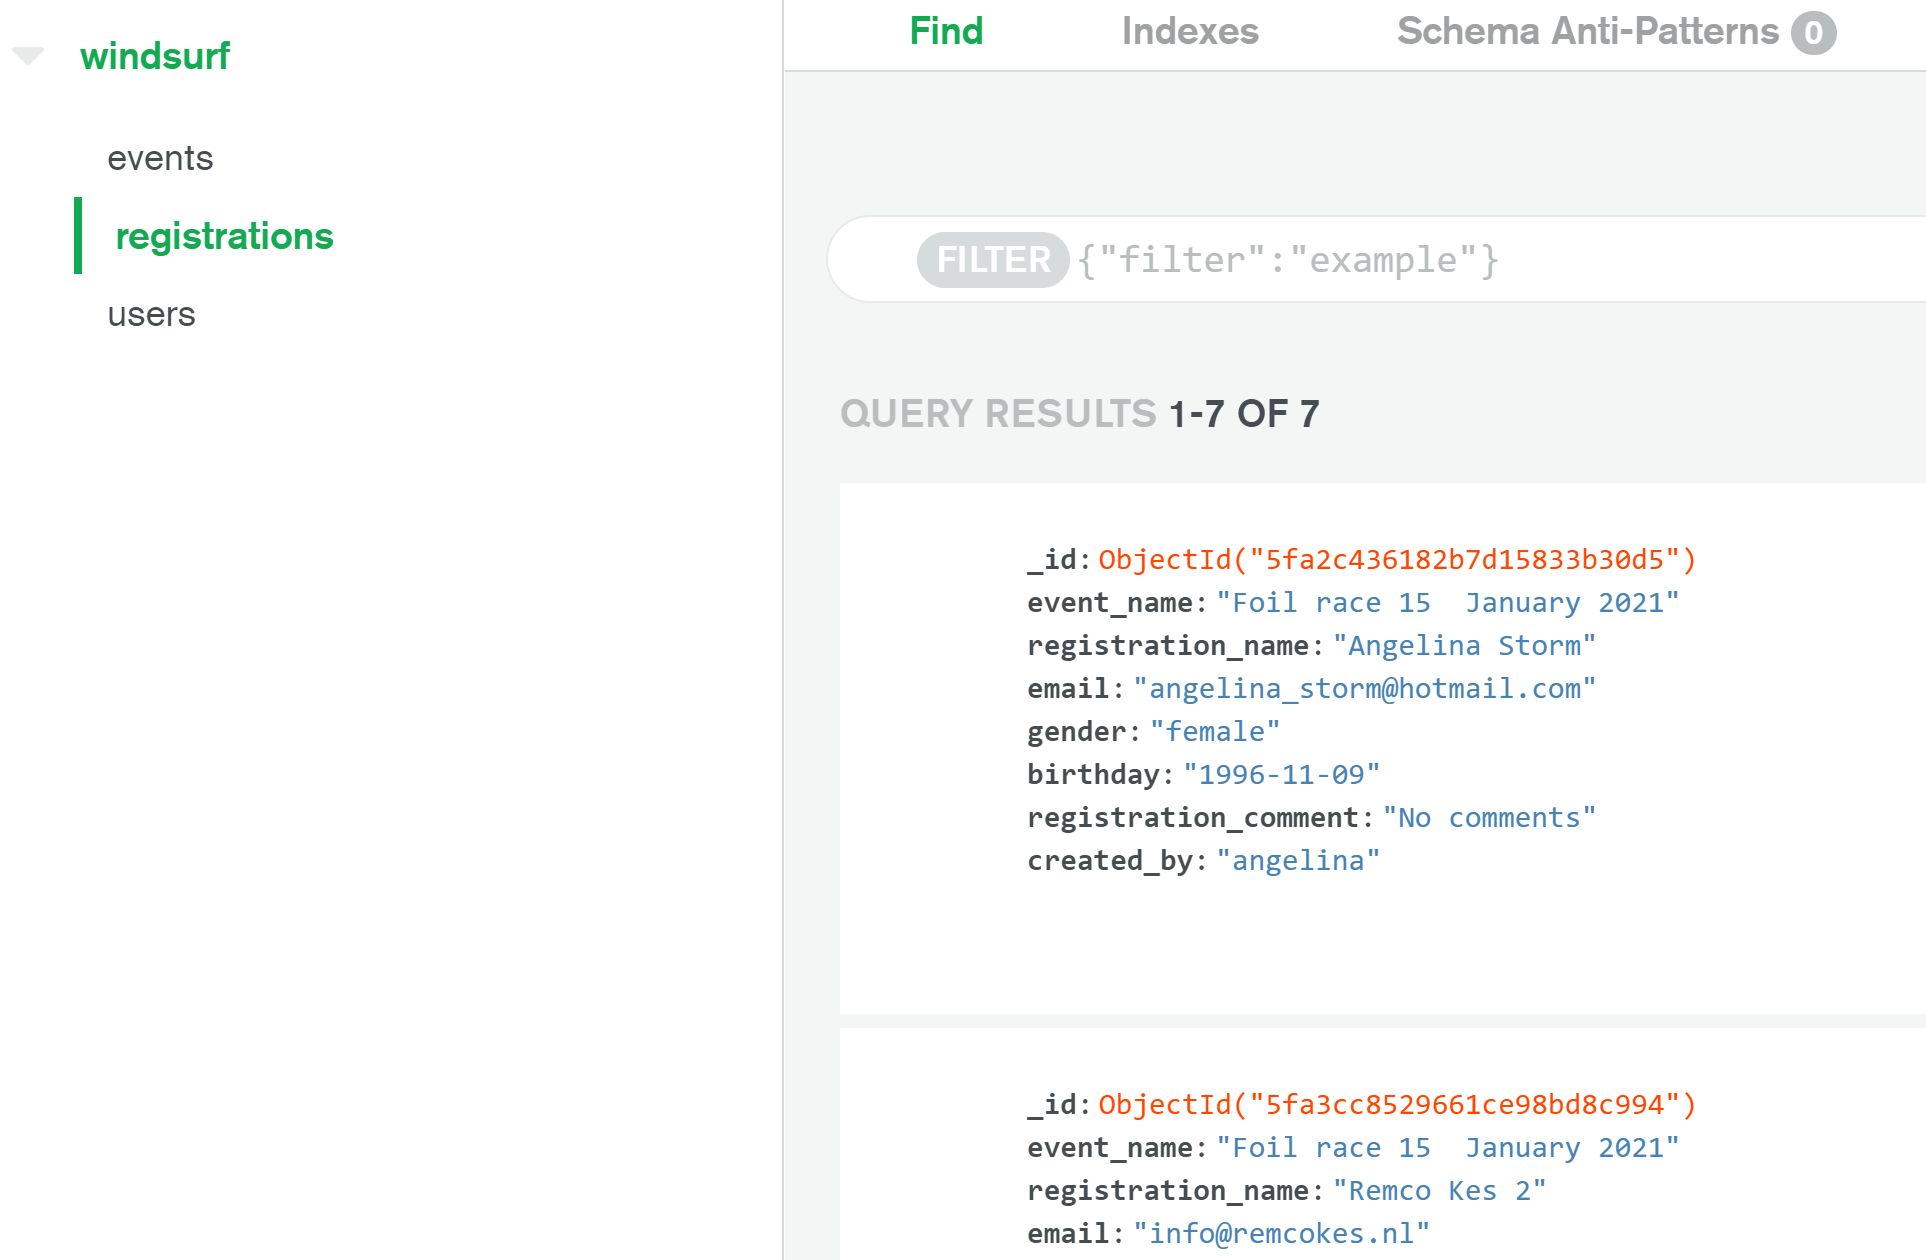 windsurf
events
registrations
users
Find Indexes Schema Anti-Patterns 0
FILTER {"filter":"example"}
QUERY RESULTS 1-7 OF 7
_id: ObjectId("5fa2c436182b7d15833b30d5")
event_name: "Foil race 15  January 2021"
registration_name: "Angelina Storm"
email: "angelina_storm@hotmail.com"
gender: "female"
birthday: "1996-11-09"
registration_comment: "No comments"
created_by: "angelina"
_id: ObjectId("5fa3cc8529661ce98bd8c994")
event_name: "Foil race 15  January 2021"
registration_name: "Remco Kes 2"
email: "info@remcokes.nl"